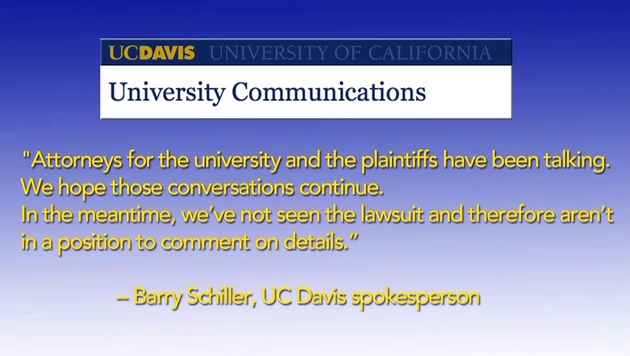 UCDAVIS UNIVERSITY OF CALIFORNIA
University Communications
"Attorneys for the university and the plaintiffs have been talking.
We hope those conversations continue.
In the meantime, we’ve not seen the lawsuit and therefore aren’t
in a position to comment on details.”
– Barry Schiller, UC Davis spokesperson